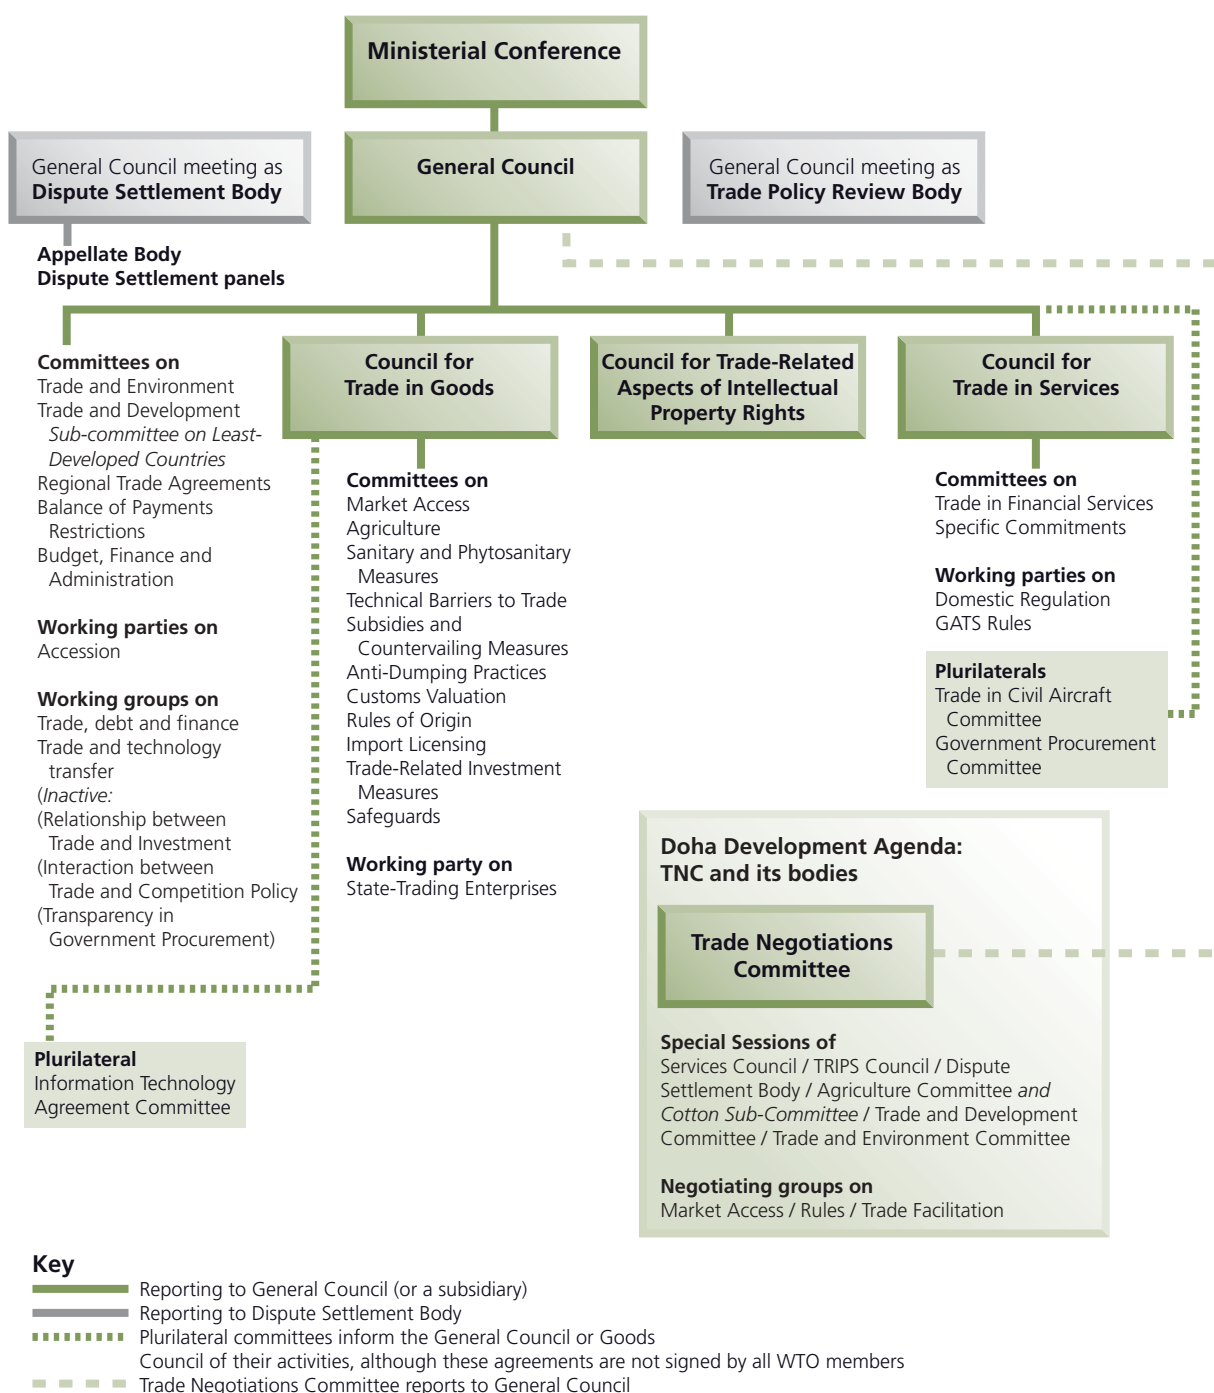 Ministerial Conference
General Council meeting as
Dispute Settlement Body
General Council
General Council meeting as
Trade Policy Review Body
Appellate Body
Dispute Settlement panels
Committees on
Trade and Environment
Trade and Development
Sub-committee on Least-
Developed Countries
Regional Trade Agreements
Balance of Payments
Restrictions
Budget, Finance and
Administration
Working parties on
Accession
Working groups on
Trade, debt and finance
Trade and technology
transfer
(Inactive:
(Relationship between
Trade and Investment
(Interaction between
Trade and Competition Policy
(Transparency in
Government Procurement)
Plurilateral
Information Technology
Agreement Committee
Council for
Trade in Goods
Committees on
Market Access
Agriculture
Sanitary and Phytosanitary
Measures
Technical Barriers to Trade
Subsidies and
Countervailing Measures
Anti-Dumping Practices
Customs Valuation
Rules of Origin
Import Licensing
Trade-Related Investment
Measures
Safeguards
Working party on
State-Trading Enterprises
Council for Trade-Related
Aspects of Intellectual
Property Rights
Council for
Trade in Services
Committees on
Trade in Financial Services
Specific Commitments
Working parties on
Domestic Regulation
GATS Rules
Plurilaterals
Trade in Civil Aircraft
Committee
Government Procurement
Committee
Doha Development Agenda:
TNC and its bodies
Trade Negotiations
Committee
Special Sessions of
Services Council / TRIPS Council / Dispute
Settlement Body / Agriculture Committee and
Cotton Sub-Committee / Trade and Development
Committee / Trade and Environment Committee
Negotiating groups on
Market Access / Rules / Trade Facilitation
Key
Reporting to General Council (or a subsidiary)
Reporting to Dispute Settlement Body
Plurilateral committees inform the General Council or Goods
Council of their activities, although these agreements are not signed by all WTO members
Trade Negotiations Committee reports to General Council